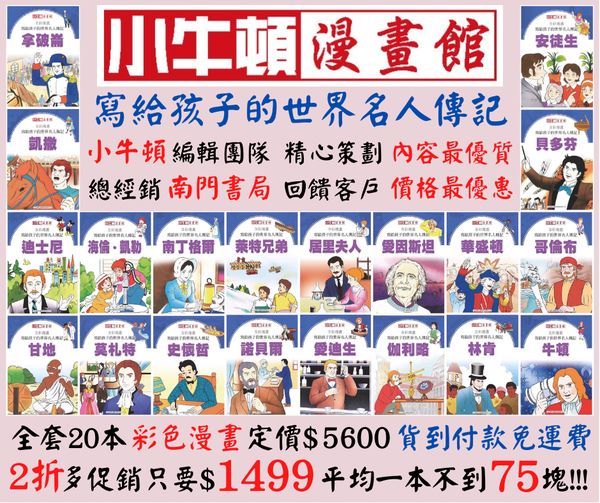 小牛頓漫畫館
寫給孩子的世界名人傳記
小牛頓編輯團隊 精心策劃 內容最優質
總經銷 南門書局 回饋客戶 價格最優惠
拿破崙
安徒生
凱撒
貝多芬
迪士尼
海倫·凱勒
南丁格爾
萊特兄弟
居里夫人
愛因斯坦
華盛頓
哥倫布
甘地
莫札特
史懷哲
諾貝爾
愛迪生
伽利略
林肯
牛頓
全套20本 彩色漫畫 定價$5600 貨到付款免運費
2折多促銷只要$1499平均一本不到75塊!!!